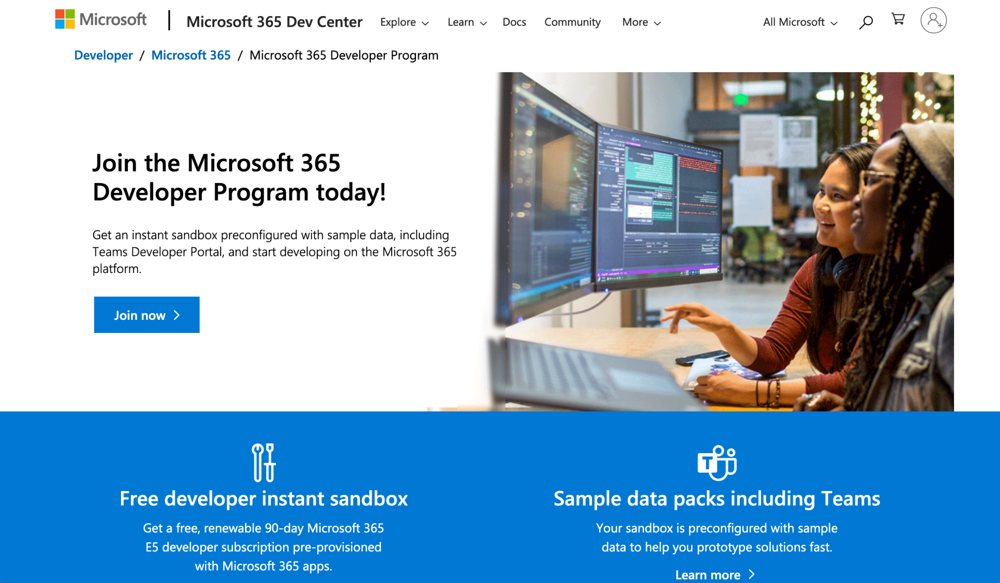 Microsoft
Microsoft 365 Dev Center
Explore
Learn
Docs
Community
More
All Microsoft
Developer / Microsoft 365 / Microsoft 365 Developer Program
Join the Microsoft 365
Developer Program today!
Get an instant sandbox preconfigured with sample data, including
Teams Developer Portal, and start developing on the Microsoft 365
platform.
Join now
Free developer instant sandbox
Get a free, renewable 90-day Microsoft 365
E5 developer subscription pre-provisioned
with Microsoft 365 apps.
T
Sample data packs including Teams
Your sandbox is preconfigured with sample
data to help you prototype solutions fast.
Learn more